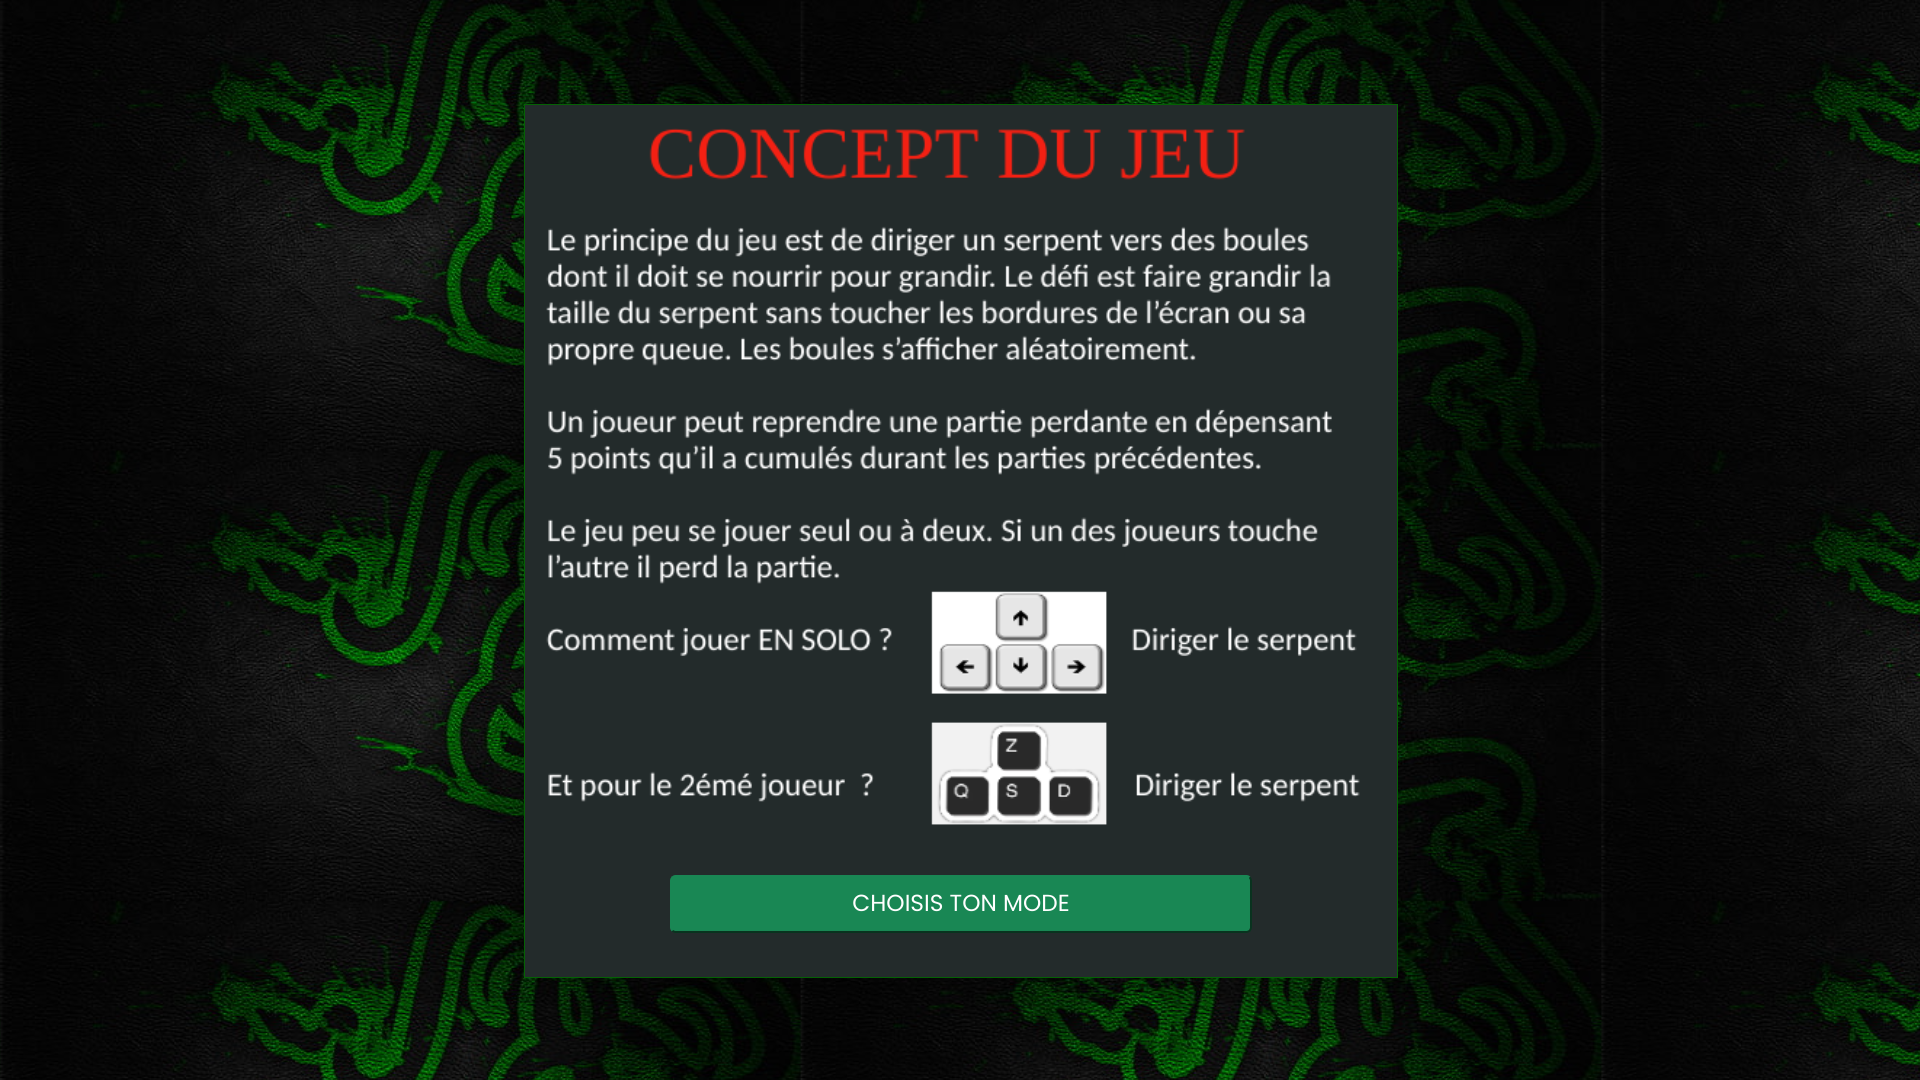 CONCEPT DU JEU
Le principe du jeu est de diriger un serpent vers des boules
dont il doit se nourrir pour grandir. Le défi est faire grandir la
taille du serpent sans toucher les bordures de l’écran ou sa
propre queue. Les boules s’afficher aléatoirement.
Un joueur peut reprendre une partie perdante en dépensant
5 points qu’il a cumulés durant les parties précédentes.
Le jeu peu se jouer seul ou à deux. Si un des joueurs touche
l’autre il perd la partie.
Comment jouer EN SOLO ? Diriger le serpent
Z
Et pour le 2émé joueur ? Q S D Diriger le serpent
CHOISIS TON MODE